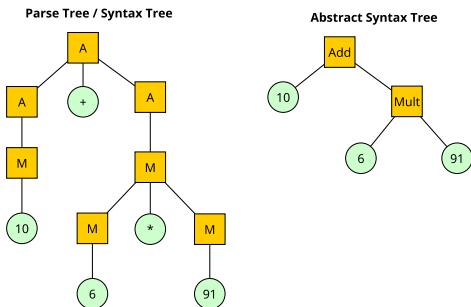 Parse Tree / Syntax Tree
A
A
+
A
M
M
10
M
*
M
6
91
Abstract Syntax Tree
Add
10
Mult
6
91